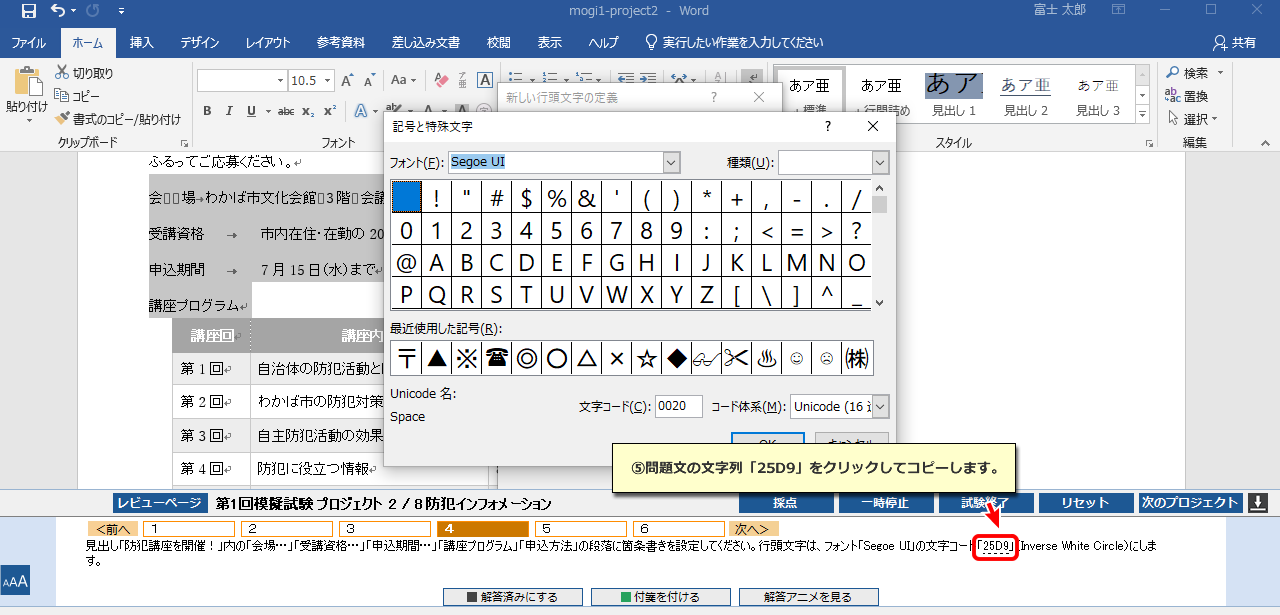 mogi1-project2 - Word
富士 太郎
ファイル ホーム 挿入 デザイン レイアウト 参考資料 差し込み文書 校閲 表示 ヘルプ 実行したい作業を入力してください 共有
貼り付け
切り取り
コピー
書式のコピー/貼り付け
クリップボード
10.5
Aa
B I U abc x₂ x²
フォント
あア亜 あア亜 あア あア亜 あア亜
標準 行間詰め 見出し 1 見出し 2 見出し 3
スタイル
検索
置換
選択
編集
新しい行頭文字の定義 ?
記号と特殊文字 ?
フォント(F): Segoe UI 種類(U):
! " # $ % & ' ( ) * + , - . /
0 1 2 3 4 5 6 7 8 9 : ; < = > ?
@ A B C D E F G H I J K L M N O
P Q R S T U V W X Y Z [ \ ] ^ _
最近使用した記号(R):
〒 ▲ ※ ☎ ◎ ○ △ × ☆ ◆ 👓 ✂ ♨ ☺ ☹ ㈱
Unicode 名:
Space
文字コード(C): 0020 コード体系(M): Unicode (16
OK キャンセル
ふるってご応募ください。
会□□場→わかば市文化会館□3階□会議
受講資格 → 市内在住・在勤の 20
申込期間 → 7 月 15 日(水)まで
講座プログラム
講座回 講座内
第 1 回 自治体の防犯活動と
第 2 回 わかば市の防犯対策
第 3 回 自主防犯活動の効果
第 4 回 防犯に役立つ情報
⑤問題文の文字列「25D9」をクリックしてコピーします。
レビューページ 第1回模擬試験 プロジェクト 2 / 8 防犯インフォメーション 採点 一時停止 試験終了 リセット 次のプロジェクト
<前へ 1 2 3 4 5 6 次へ>
見出し「防犯講座を開催！」内の「会場…」「受講資格…」「申込期間…」「講座プログラム」「申込方法」の段落に箇条書きを設定してください。行頭文字は、フォント「Segoe UI」の文字コード「25D9」(Inverse White Circle)にしま
す。
AAA
解答済みにする 付箋を付ける 解答アニメを見る